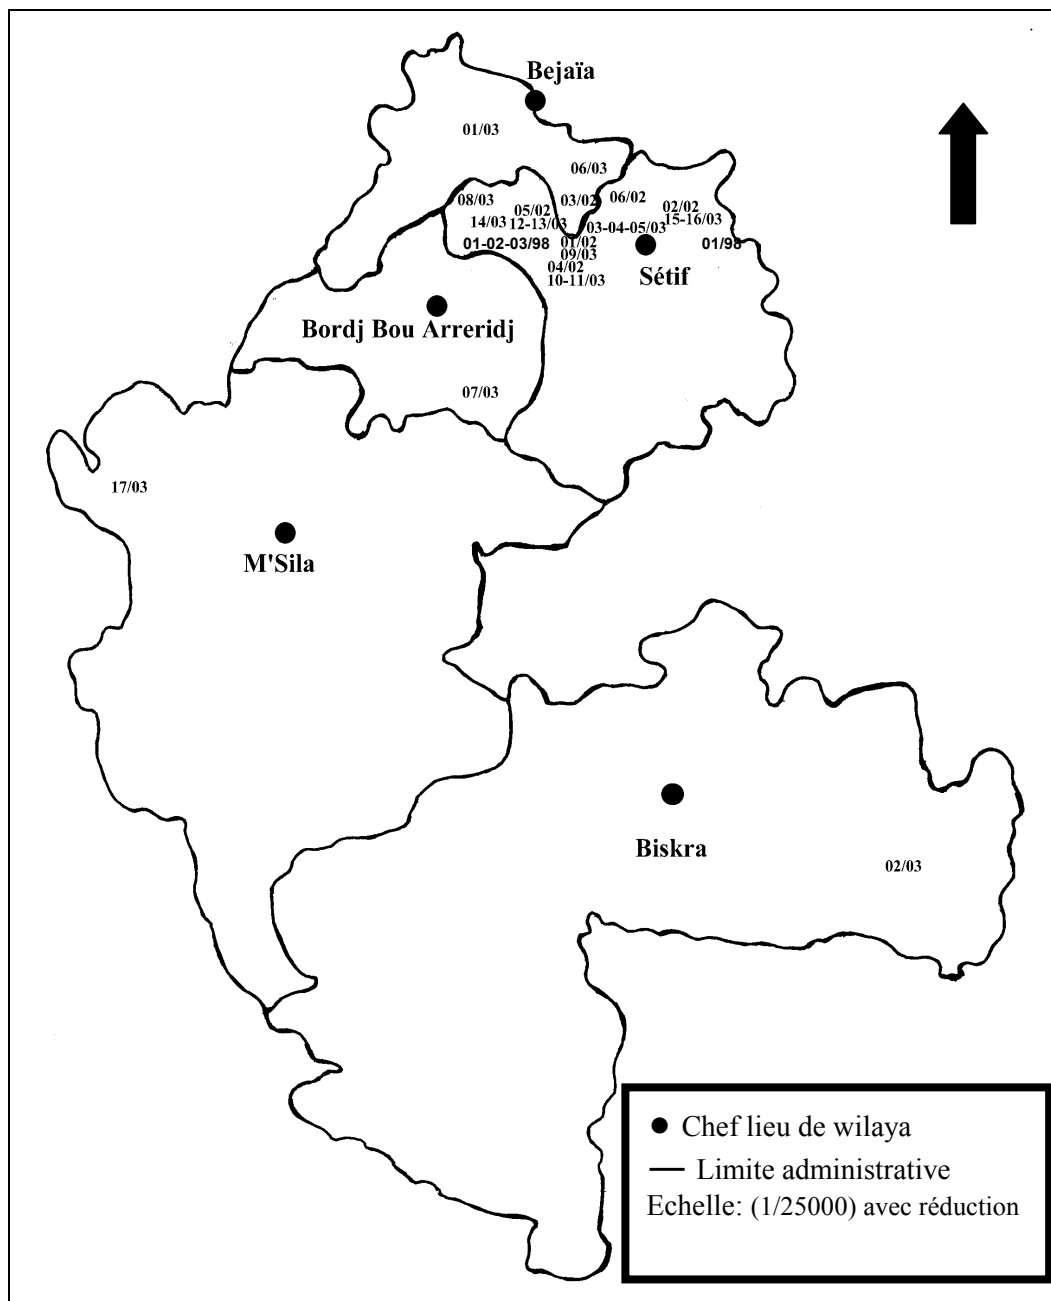 Bejaïa
01/03
06/03
08/03
03/02
06/02
05/02
02/02
14/03
12-13/03
15-16/03
03-04-05/03
01-02-03/98
01/02
01/98
09/03
04/02
10-11/03
Sétif
Bordj Bou Arreridj
07/03
17/03
M'Sila
Biskra
02/03
Chef lieu de wilaya
Limite administrative
Echelle: (1/25000) avec réduction